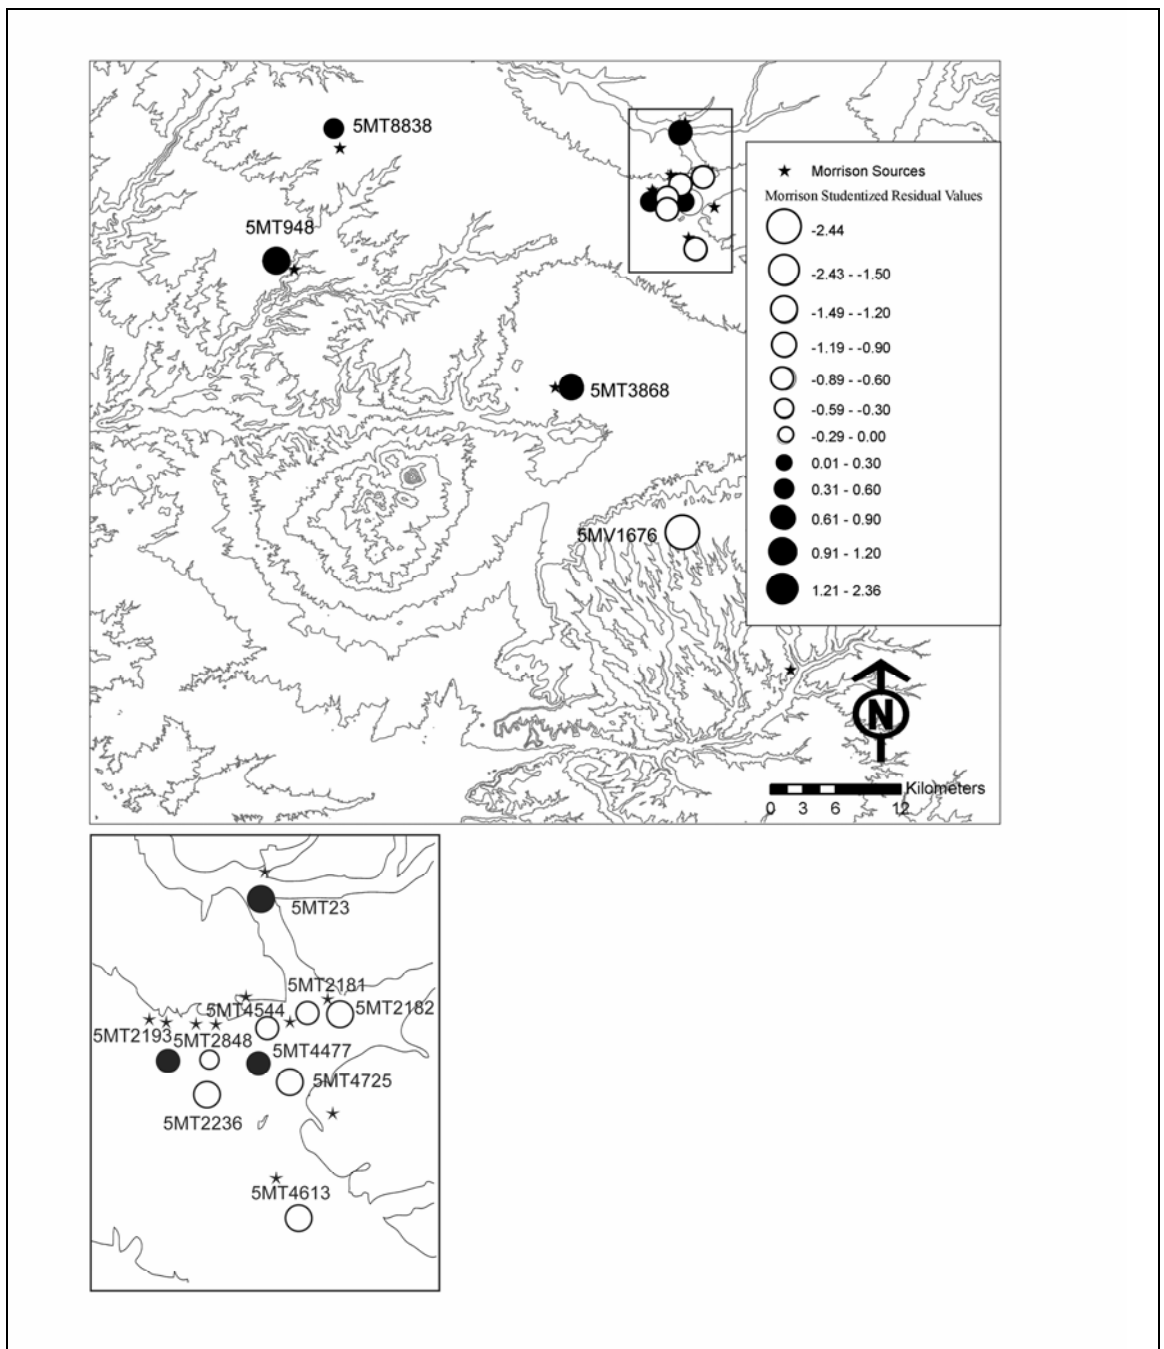 5MT8838
5MT948
5MT3868
5MV1676
Morrison Sources
Morrison Studentized Residual Values
-2.44
-2.43 - -1.50
-1.49 - -1.20
-1.19 - -0.90
-0.89 - -0.60
-0.59 - -0.30
-0.29 - 0.00
0.01 - 0.30
0.31 - 0.60
0.61 - 0.90
0.91 - 1.20
1.21 - 2.36
N
Kilometers
0 3 6 12
5MT23
5MT2181
5MT4544
5MT2182
5MT2193
5MT2848
5MT4477
5MT4725
5MT2236
5MT4613